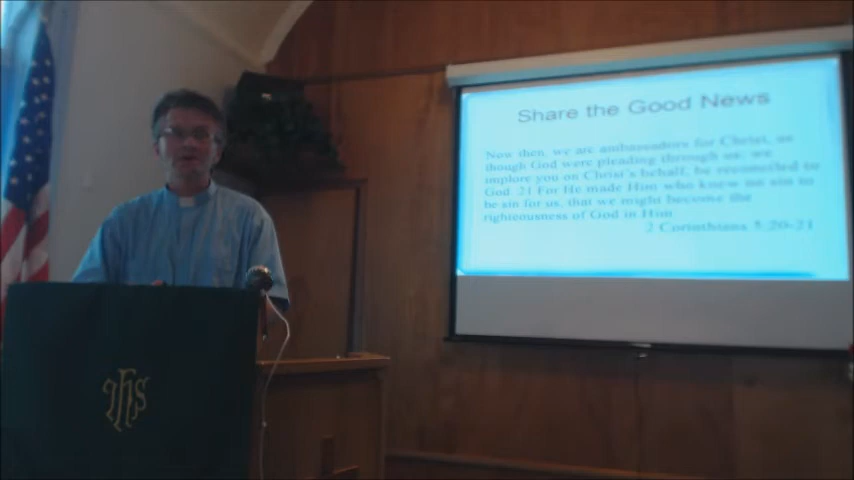 Share the Good News
Now then, we are ambassadors for Christ, as
though God were pleading through us: we
implore you on Christ's behalf, be reconciled to
God. 21 For He made Him who knew no sin to
be sin for us, that we might become the
righteousness of God in Him
2 Corinthians 5:20-21
IHS